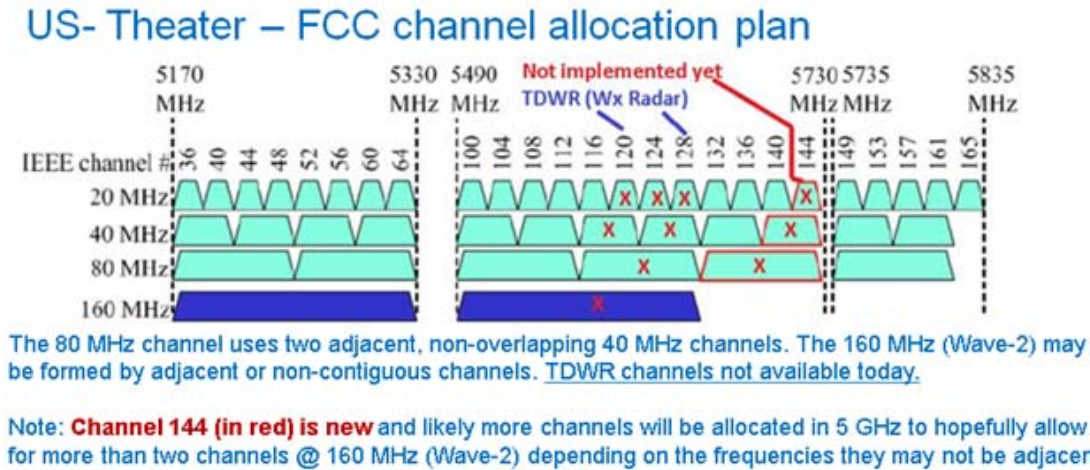 US- Theater – FCC channel allocation plan
5170 MHz 5330 MHz 5490 MHz Not implemented yet 5730 MHz 5735 MHz 5835 MHz
TDWR (Wx Radar)
IEEE channel # 36 40 44 48 52 56 60 64 100 104 108 112 116 120 124 128 132 136 140 144 149 153 157 161 165
20 MHz X X X X
40 MHz X X X
80 MHz X X
160 MHz X
The 80 MHz channel uses two adjacent, non-overlapping 40 MHz channels. The 160 MHz (Wave-2) may
be formed by adjacent or non-contiguous channels. TDWR channels not available today.
Note: Channel 144 (in red) is new and likely more channels will be allocated in 5 GHz to hopefully allow
for more than two channels @ 160 MHz (Wave-2) depending on the frequencies they may not be adjacent